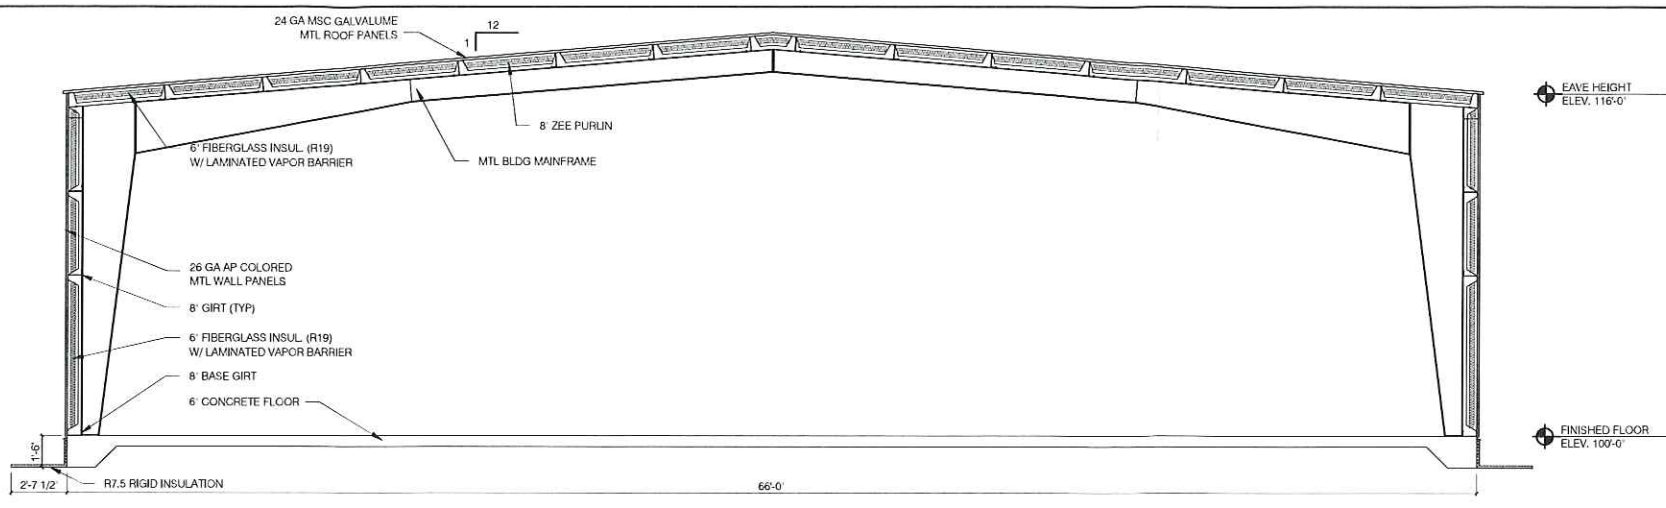 24 GA MSC GALVALUME
MTL ROOF PANELS
12
1
EAVE HEIGHT
ELEV. 116'-0'
8' ZEE PURLIN
6' FIBERGLASS INSUL. (R19)
W/ LAMINATED VAPOR BARRIER
MTL BLDG MAINFRAME
26 GA AP COLORED
MTL WALL PANELS
8' GIRT (TYP)
6' FIBERGLASS INSUL. (R19)
W/ LAMINATED VAPOR BARRIER
8' BASE GIRT
6' CONCRETE FLOOR
FINISHED FLOOR
ELEV. 100'-0'
1'-6'
2'-7 1/2'
R7.5 RIGID INSULATION
66'-0'